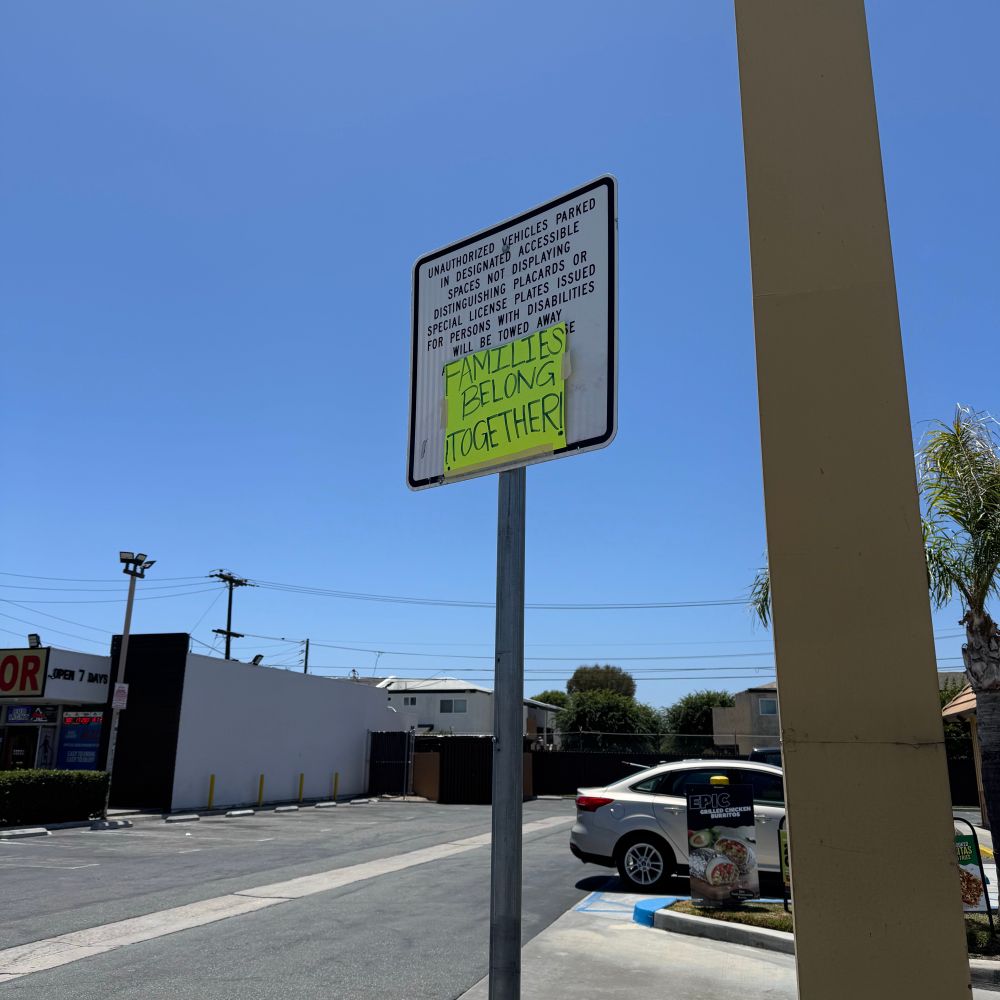 UNAUTHORIZED VEHICLES PARKED
IN DESIGNATED ACCESSIBLE
SPACES NOT DISPLAYING
DISTINGUISHING PLACARDS OR
SPECIAL LICENSE PLATES ISSUED
FOR PERSONS WITH DISABILITIES
WILL BE TOWED AWAY
FAMILIES
BELONG
!TOGETHER!
OR
OPEN 7 DAYS
EPIC
GRILLED CHICKEN
BURRITOS